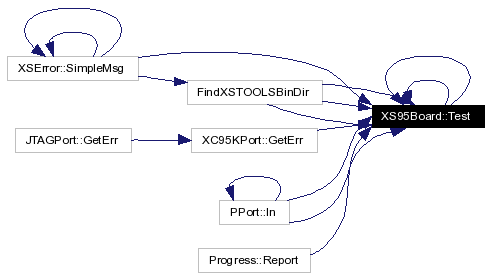 XSError::SimpleMsg
FindXSTOOLSBinDir
XS95Board::Test
JTAGPort::GetErr
XC95KPort::GetErr
PPort::In
Progress::Report